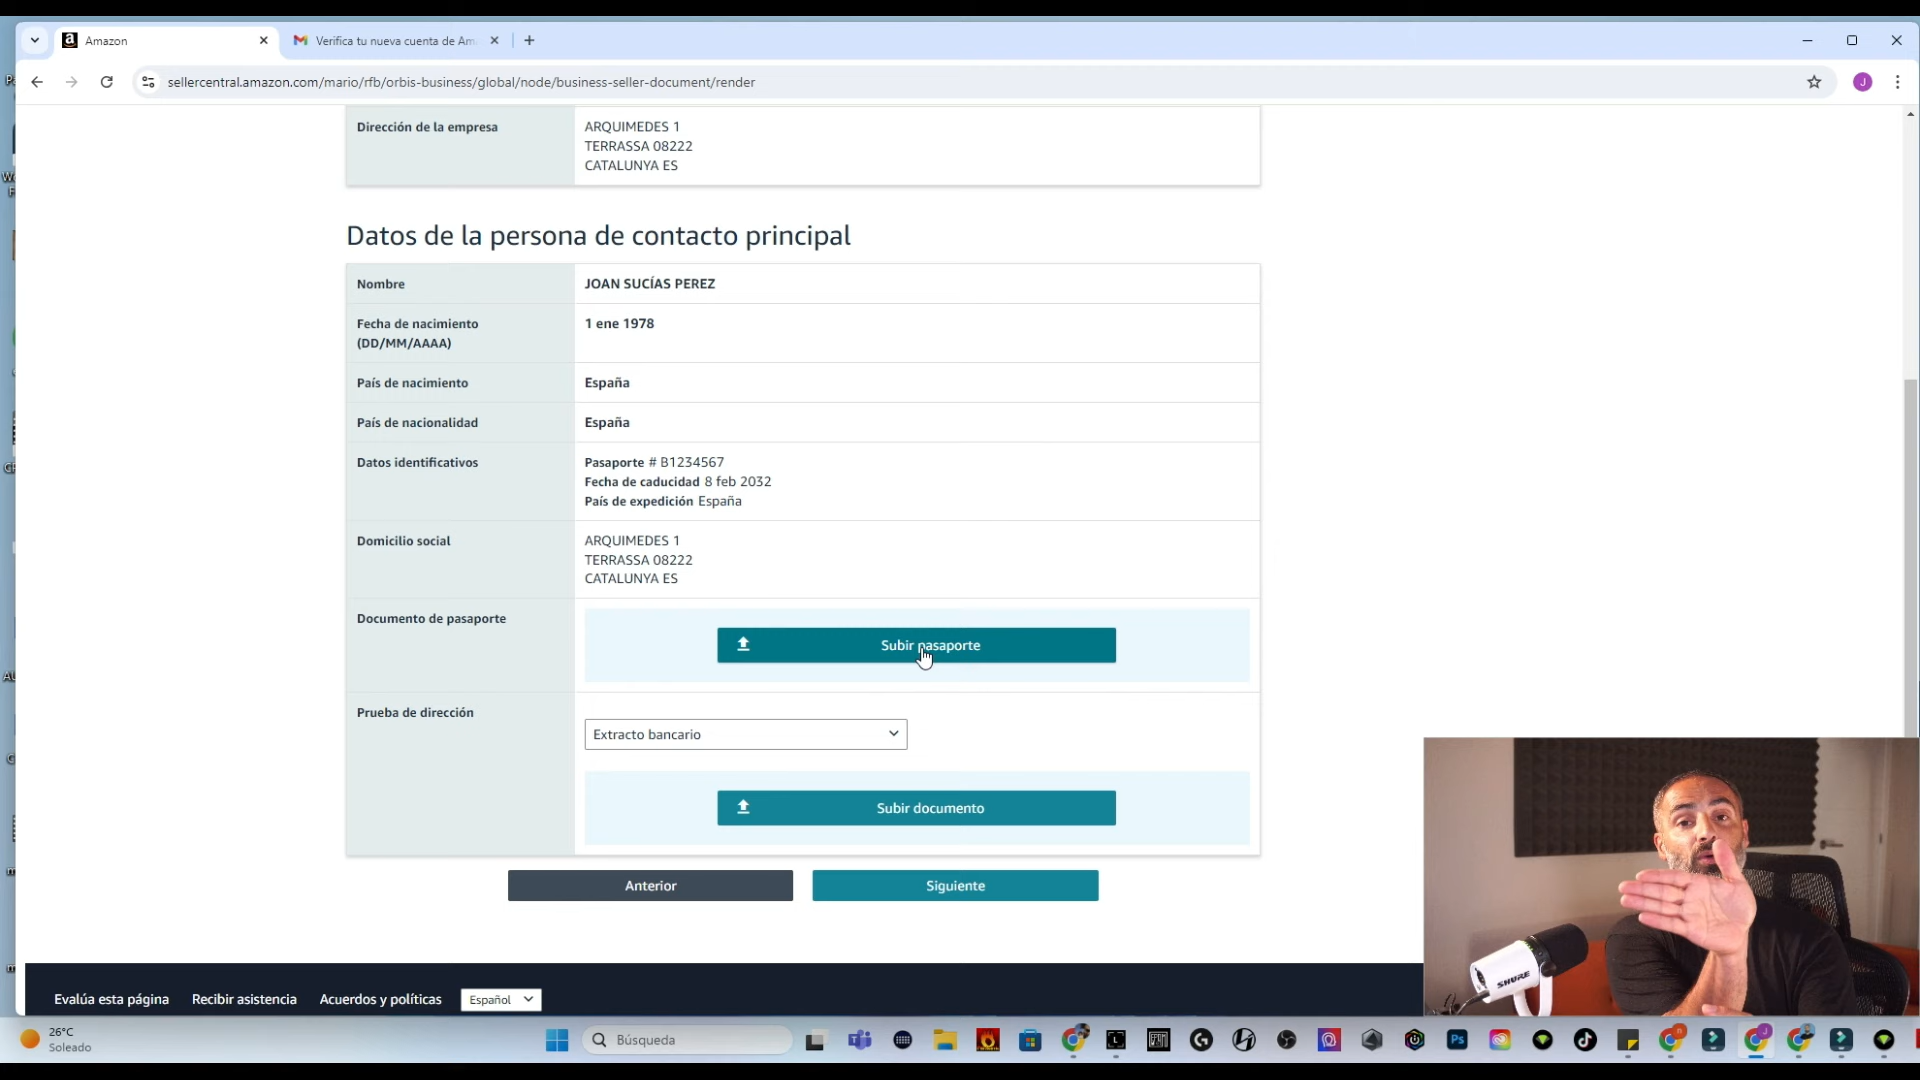 Amazon
Verifica tu nueva cuenta de Am
sellercentral.amazon.com/mario/rfb/orbis-business/global/node/business-seller-document/render
J
Dirección de la empresa
ARQUIMEDES 1
TERRASSA 08222
CATALUNYA ES
Datos de la persona de contacto principal
Nombre
JOAN SUCÍAS PEREZ
Fecha de nacimiento
(DD/MM/AAAA)
1 ene 1978
País de nacimiento
España
País de nacionalidad
España
Datos identificativos
Pasaporte # B1234567
Fecha de caducidad 8 feb 2032
País de expedición España
Domicilio social
ARQUIMEDES 1
TERRASSA 08222
CATALUNYA ES
Documento de pasaporte
Subir pasaporte
Prueba de dirección
Extracto bancario
Subir documento
Anterior
Siguiente
SHURE
Evalúa esta página
Recibir asistencia
Acuerdos y políticas
Español
26°C
Soleado
Búsqueda
Ps